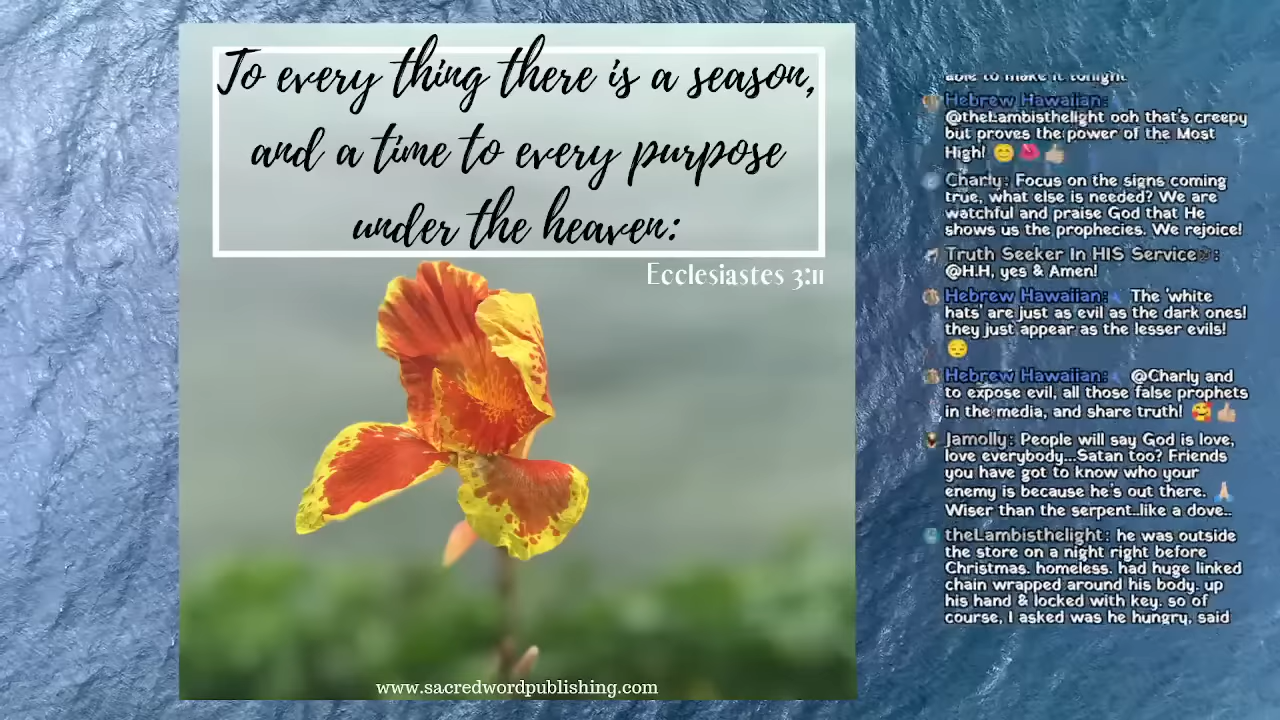 To every thing there is a season,
and a time to every purpose
under the heaven:
Ecclesiastes 3:11
www.sacredwordpublishing.com
able to make it tonight.
Hebrew Hawaiian:
@theLambisthelight ooh that's creepy
but proves the power of the Most
High! 😊🌺👍🏼
Charly: Focus on the signs coming
true, what else is needed? We are
watchful and praise God that He
shows us the prophecies. We rejoice!
Truth Seeker In HIS Service:
@H.H, yes & Amen!
Hebrew Hawaiian: The 'white
hats' are just as evil as the dark ones!
they just appear as the lesser evils!
😔
Hebrew Hawaiian: @Charly and
to expose evil, all those false prophets
in the media, and share truth! 🥰👍🏼
Jamolly: People will say God is love,
love everybody...Satan too? Friends
you have got to know who your
enemy is because he's out there. 🙏🏻
Wiser than the serpent..like a dove..
theLambisthelight: he was outside
the store on a night right before
Christmas. homeless. had huge linked
chain wrapped around his body. up
his hand & locked with key. so of
course, I asked was he hungry, said